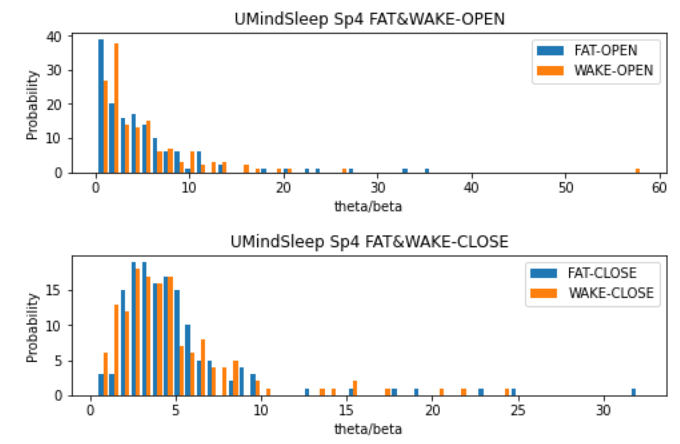 UMindSleep Sp4 FAT&WAKE-OPEN
40
30
20
10
0
Probability
FAT-OPEN
WAKE-OPEN
0 10 20 30 40 50 60
theta/beta
UMindSleep Sp4 FAT&WAKE-CLOSE
15
10
5
0
Probability
FAT-CLOSE
WAKE-CLOSE
0 5 10 15 20 25 30
theta/beta